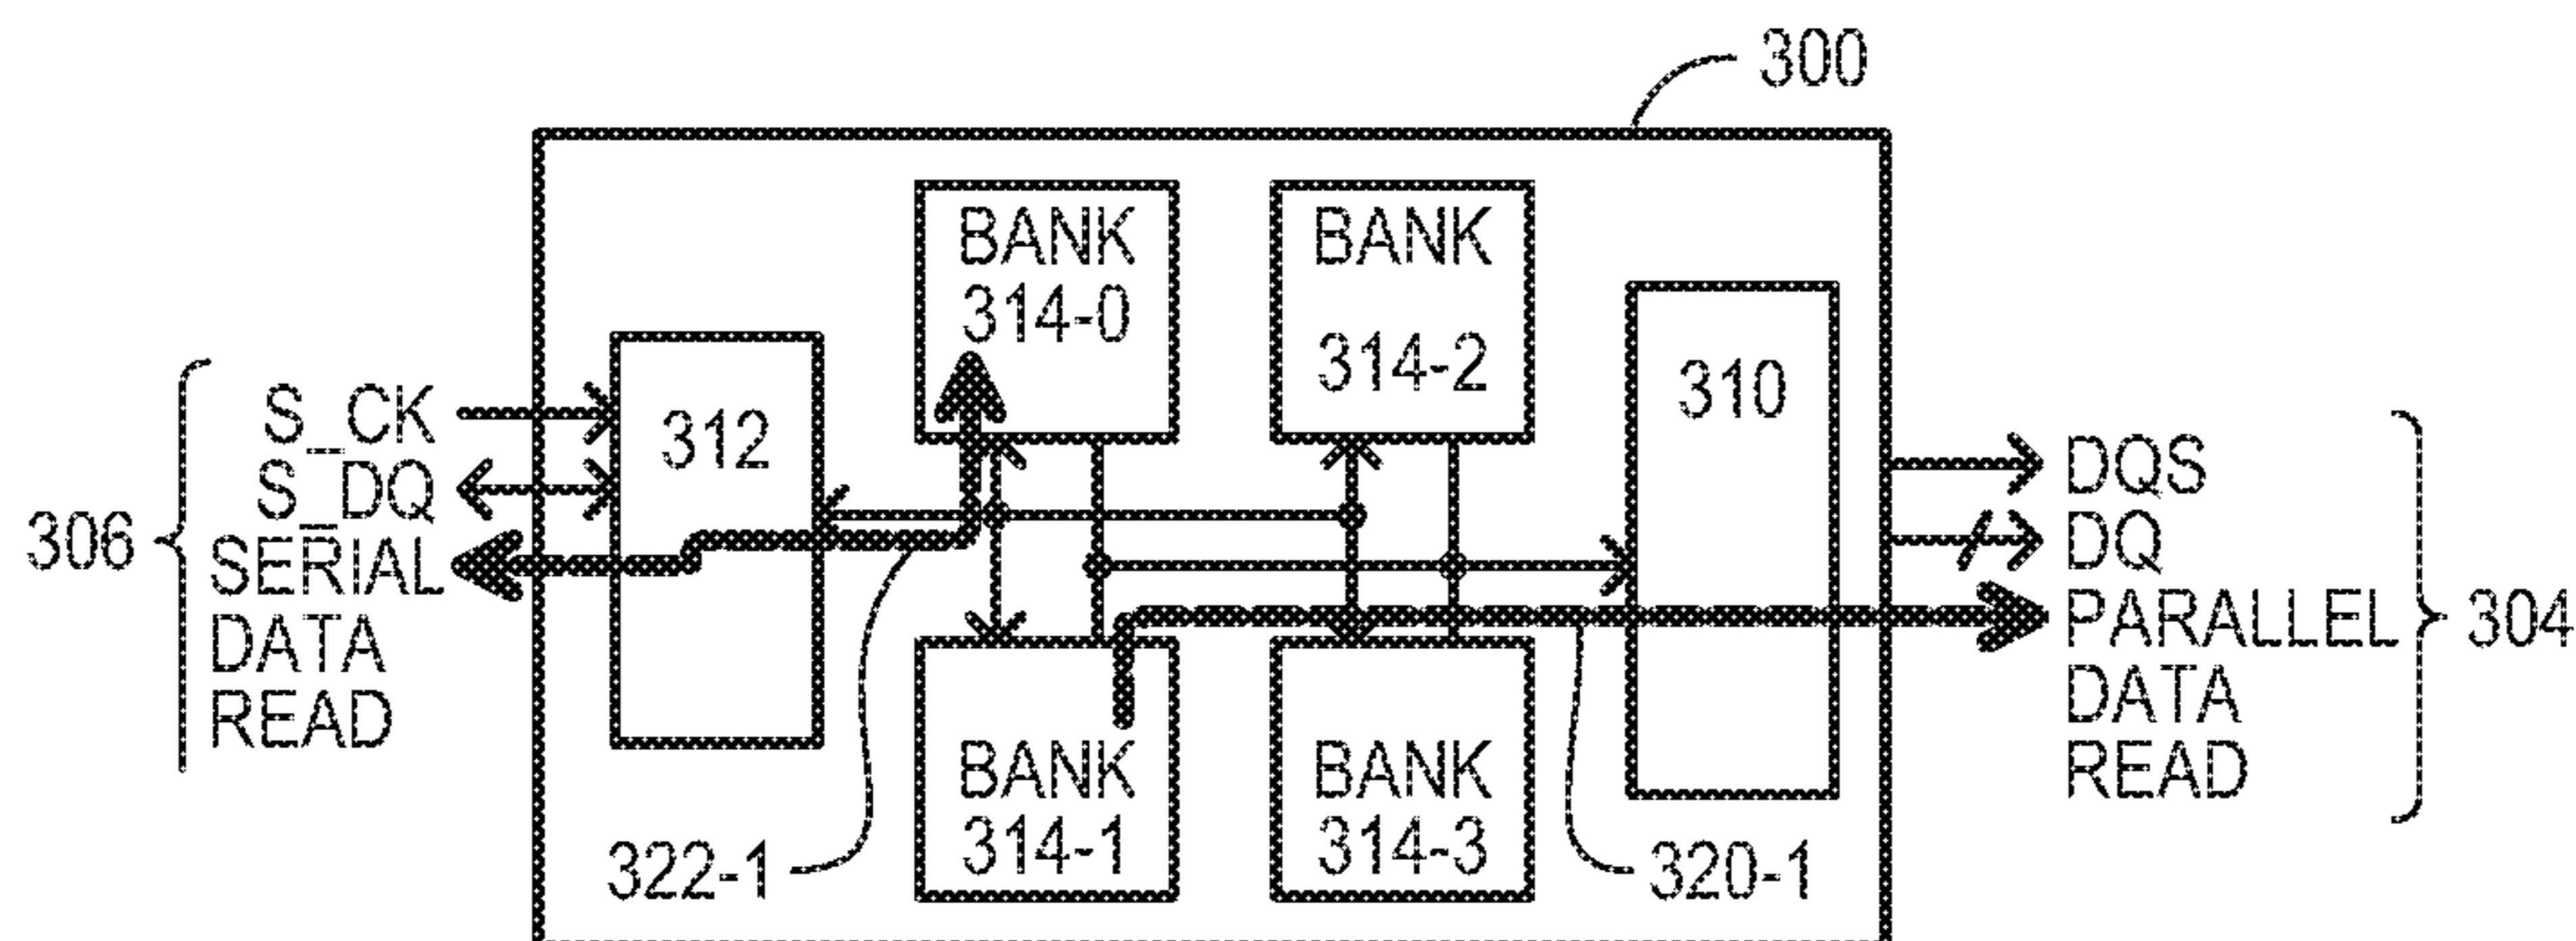 300
BANK
314-0
BANK
314-2
310
312
306
S_CK
S_DQ
SERIAL
DATA
READ
DQS
DQ
PARALLEL
DATA
READ
304
BANK
314-1
BANK
314-3
322-1
320-1